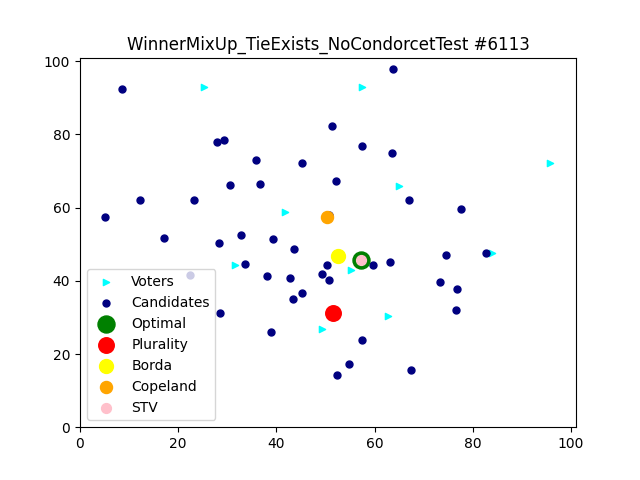 WinnerMixUp_TieExists_NoCondorcetTest #6113
100
80
60
40
20
0
0 20 40 60 80 100
Voters
Candidates
Optimal
Plurality
Borda
Copeland
STV